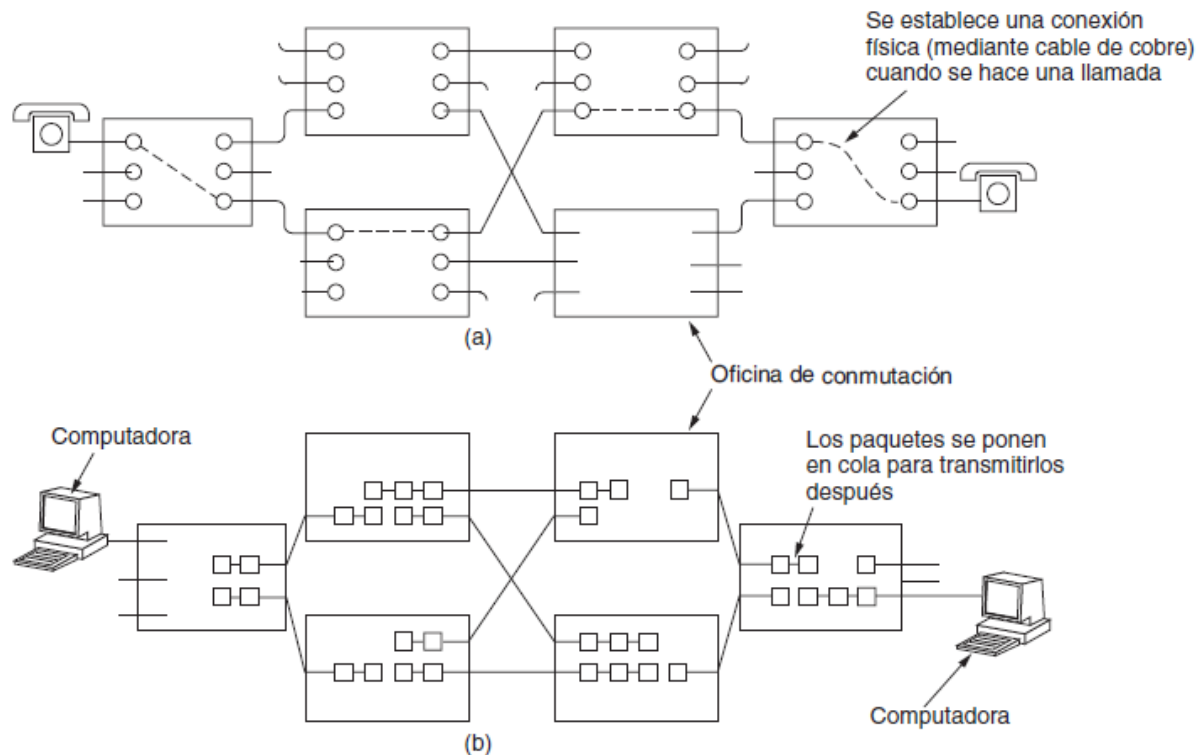 Se establece una conexión
física (mediante cable de cobre)
cuando se hace una llamada
(a)
Oficina de conmutación
Computadora
Los paquetes se ponen
en cola para transmitirlos
después
Computadora
(b)